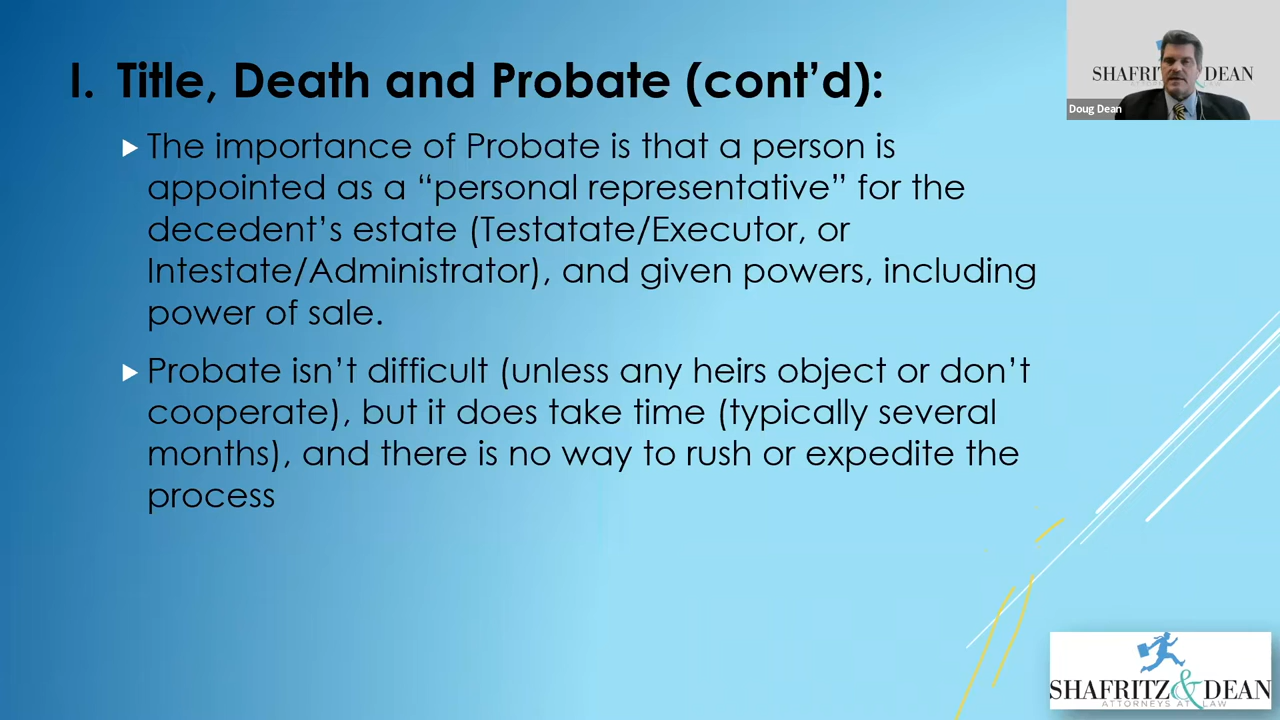 I. Title, Death and Probate (cont’d):
The importance of Probate is that a person is
appointed as a “personal representative” for the
decedent’s estate (Testatate/Executor, or
Intestate/Administrator), and given powers, including
power of sale.
Probate isn’t difficult (unless any heirs object or don’t
cooperate), but it does take time (typically several
months), and there is no way to rush or expedite the
process
SHAFRI DEAN
Doug Dean
SHAFRITZ & DEAN
ATTORNEYS AT LAW